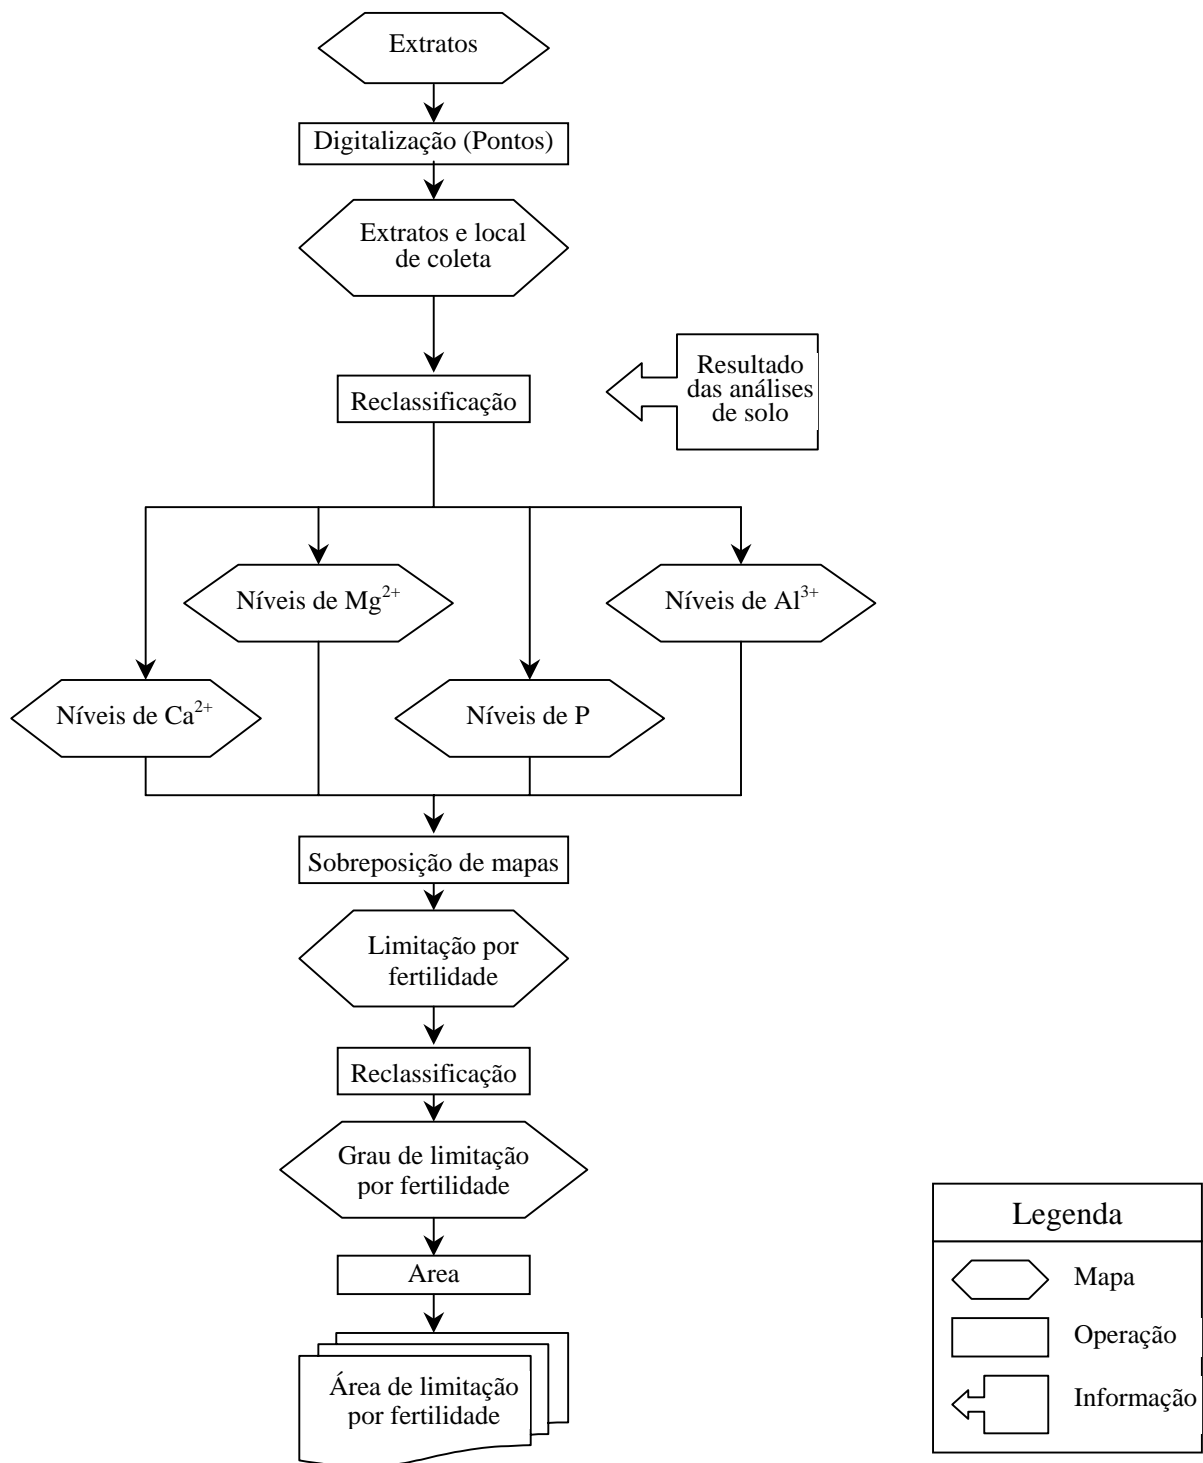 Extratos
Digitalização (Pontos)
Extratos e local
de coleta
Reclassificação
Resultado
das análises
de solo
Níveis de Mg²⁺
Níveis de Al³⁺
Níveis de Ca²⁺
Níveis de P
Sobreposição de mapas
Limitação por
fertilidade
Reclassificação
Grau de limitação
por fertilidade
Area
Área de limitação
por fertilidade
Legenda
Mapa
Operação
Informação